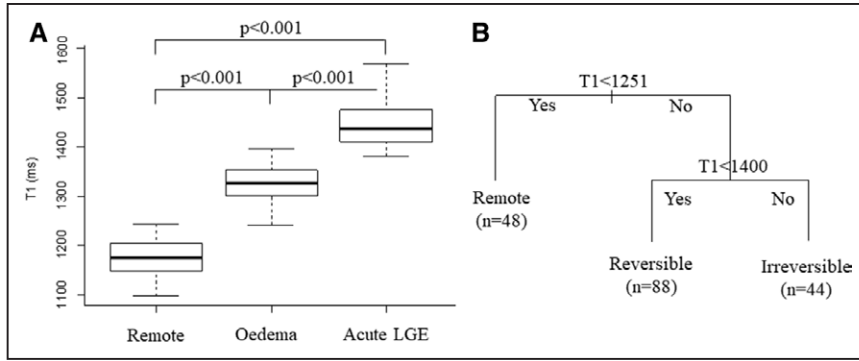 A
p<0.001
p<0.001
p<0.001
T1 (ms)
1600
1500
1400
1300
1200
1100
Remote
Oedema
Acute LGE
B
T1<1251
Yes
No
Remote
(n=48)
T1<1400
Yes
No
Reversible
(n=88)
Irreversible
(n=44)